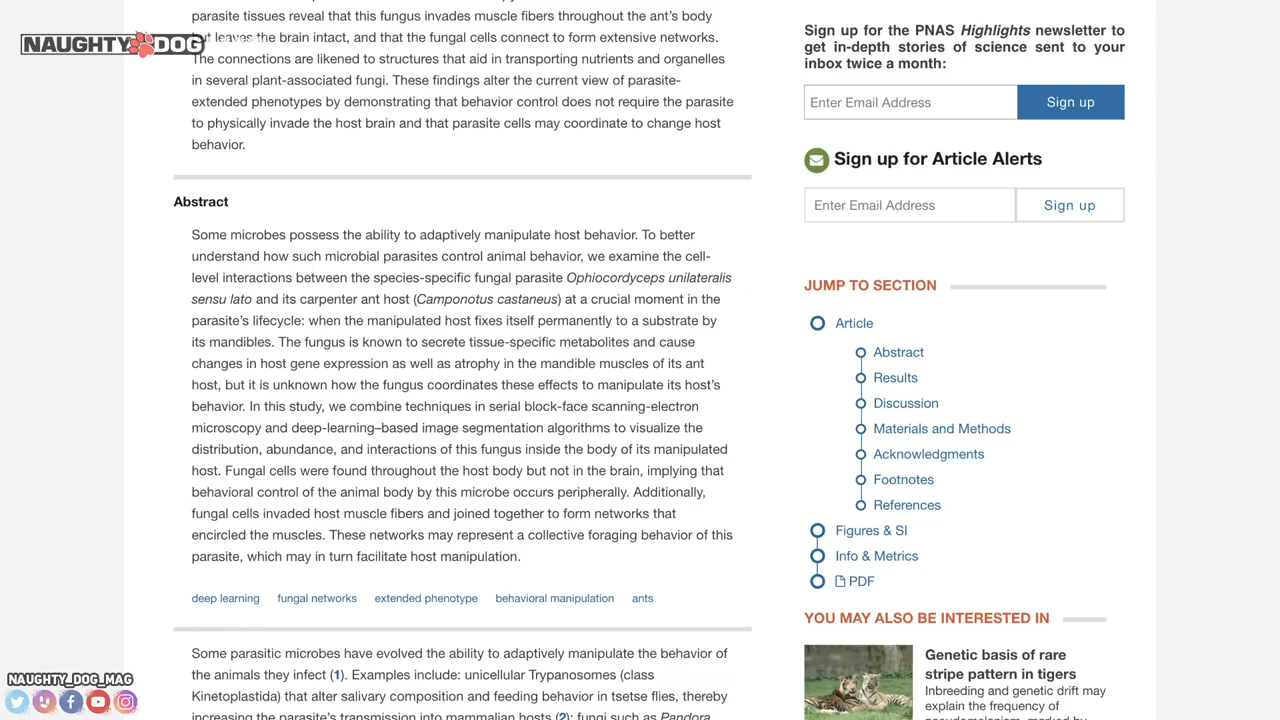 parasite tissues reveal that this fungus invades muscle fibers throughout the ant's body
but leaves the brain intact, and that the fungal cells connect to form extensive networks.
NAUGHTY DOG
The connections are likened to structures that aid in transporting nutrients and organelles
in several plant-associated fungi. These findings alter the current view of parasite-
extended phenotypes by demonstrating that behavior control does not require the parasite
to physically invade the host brain and that parasite cells may coordinate to change host
behavior.
Abstract
Some microbes possess the ability to adaptively manipulate host behavior. To better
understand how such microbial parasites control animal behavior, we examine the cell-
level interactions between the species-specific fungal parasite Ophiocordyceps unilateralis
sensu lato and its carpenter ant host (Camponotus castaneus) at a crucial moment in the
parasite's lifecycle: when the manipulated host fixes itself permanently to a substrate by
its mandibles. The fungus is known to secrete tissue-specific metabolites and cause
changes in host gene expression as well as atrophy in the mandible muscles of its ant
host, but it is unknown how the fungus coordinates these effects to manipulate its host's
behavior. In this study, we combine techniques in serial block-face scanning-electron
microscopy and deep-learning–based image segmentation algorithms to visualize the
distribution, abundance, and interactions of this fungus inside the body of its manipulated
host. Fungal cells were found throughout the host body but not in the brain, implying that
behavioral control of the animal body by this microbe occurs peripherally. Additionally,
fungal cells invaded host muscle fibers and joined together to form networks that
encircled the muscles. These networks may represent a collective foraging behavior of this
parasite, which may in turn facilitate host manipulation.
deep learning fungal networks extended phenotype behavioral manipulation ants
Some parasitic microbes have evolved the ability to adaptively manipulate the behavior of
the animals they infect (1). Examples include: unicellular Trypanosomes (class
Kinetoplastida) that alter salivary composition and feeding behavior in tsetse flies, thereby
increasing the parasite's transmission into mammalian hosts (2); fungi such as Pandora
NAUGHTY_DOG_MAG
Sign up for the PNAS Highlights newsletter to
get in-depth stories of science sent to your
inbox twice a month:
Enter Email Address Sign up
Sign up for Article Alerts
Enter Email Address Sign up
JUMP TO SECTION
Article
Abstract
Results
Discussion
Materials and Methods
Acknowledgments
Footnotes
References
Figures & SI
Info & Metrics
PDF
YOU MAY ALSO BE INTERESTED IN
Genetic basis of rare
stripe pattern in tigers
Inbreeding and genetic drift may
explain the frequency of